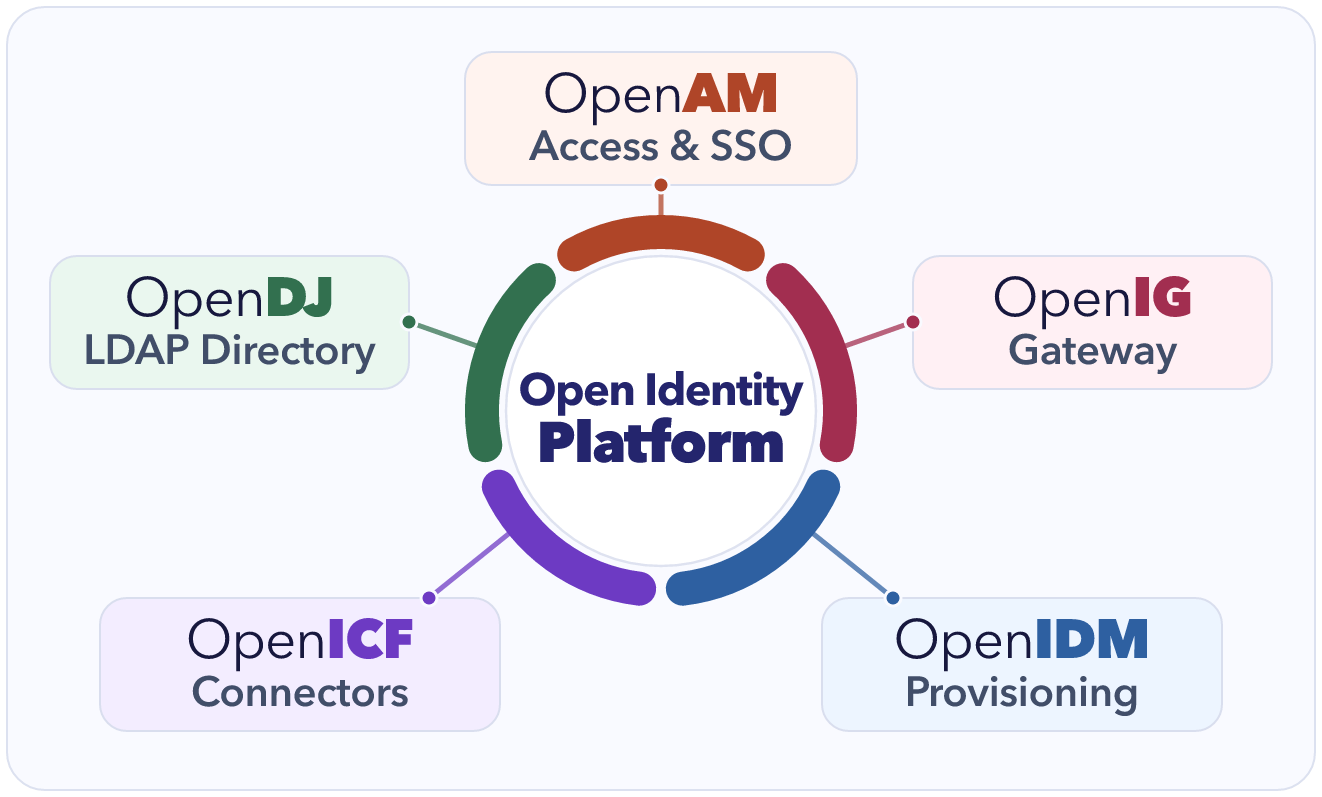 OpenAM
Access & SSO
OpenDJ
LDAP Directory
OpenIG
Gateway
Open Identity
Platform
OpenICF
Connectors
OpenIDM
Provisioning